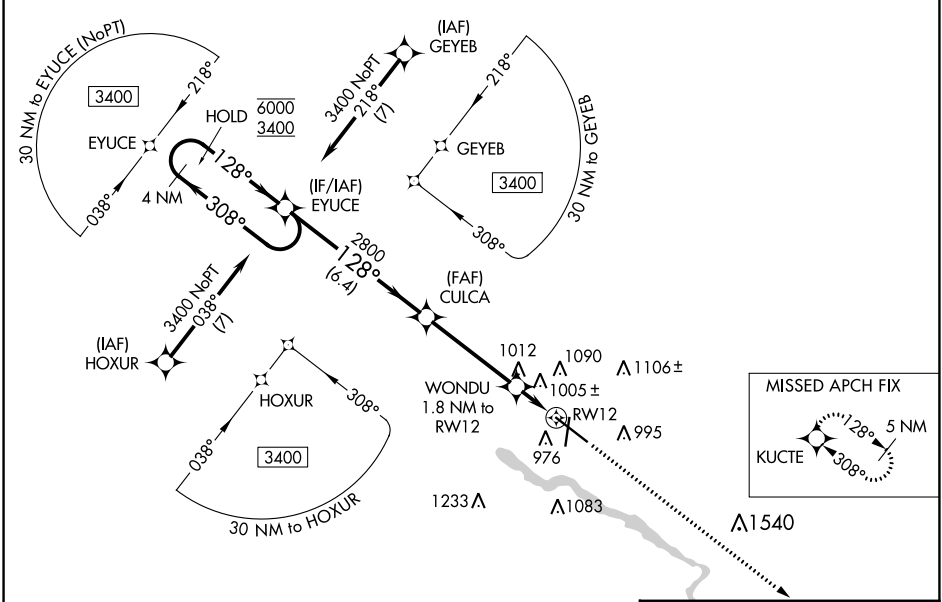 30 NM to EYUCE (NoPT)
3400
218°
EYUCE
038°
HOLD
6000
3400
128°
4 NM
308°
(IF/IAF)
EYUCE
(IAF)
GEYEB
3400 NoPT
218°
(7)
218°
GEYEB
3400
308°
30 NM to GEYEB
2800
128°
(6.4)
(FAF)
CULCA
3400 NoPT
038°
(7)
(IAF)
HOXUR
HOXUR
038°
308°
3400
30 NM to HOXUR
1012
1090
1106±
1005±
WONDU
1.8 NM to
RW12
RW12
995
976
1233
1083
1540
MISSED APCH FIX
128°
5 NM
KUCTE
308°